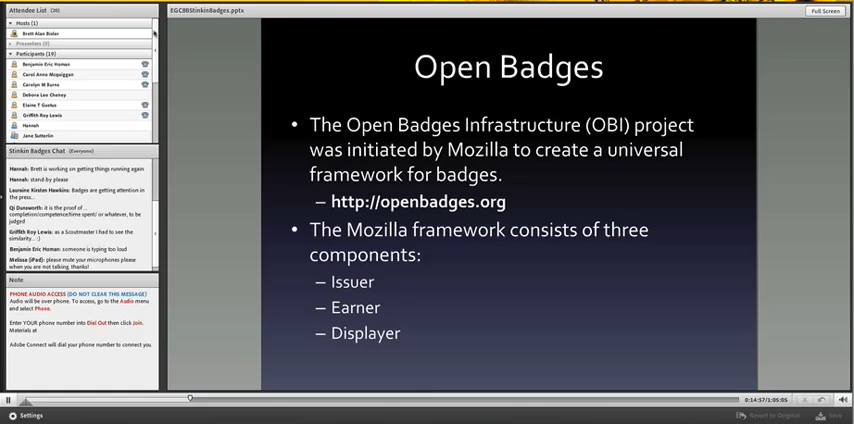 Attendee List (20)
Hosts (1)
Brett Alan Bixler
Presenters (0)
Participants (19)
Benjamin Eric Homan
Carol Anne Mcquiggan
Carolyn M Burns
Debora Lee Cheney
Elaine T Gustus
Griffith Roy Lewis
Hannah
Jane Sutterlin
Stinkin Badges Chat (Everyone)
Hannah: Brett is working on getting things running again
Hannah: stand-by please
Lauraine Kirsten Hawkins: Badges are getting attention in
the press...
Qi Dunsworth: it is the proof of...
completion/competence/time spent/ or whatever, to be
judged
Griffith Roy Lewis: as a Scoutmaster I had to see the
similarity... :)
Benjamin Eric Homan: someone is typing too loud
Melissa (iPad): please mute your microphones please
when you are not talking. thanks!
Note
PHONE AUDIO ACCESS (DO NOT CLEAR THIS MESSAGE)
Audio will be over phone. To access, go to the Audio menu
and select Phone.
Enter YOUR phone number into Dial Out then click Join.
Materials at
Adobe Connect will dial your phone number to connect you.
EGCBBStinkinBadges.pptx
Full Screen
Open Badges
• The Open Badges Infrastructure (OBI) project
was initiated by Mozilla to create a universal
framework for badges.
– http://openbadges.org
• The Mozilla framework consists of three
components:
– Issuer
– Earner
– Displayer
0:14:57/1:05:05
Settings
Revert to Original
Save